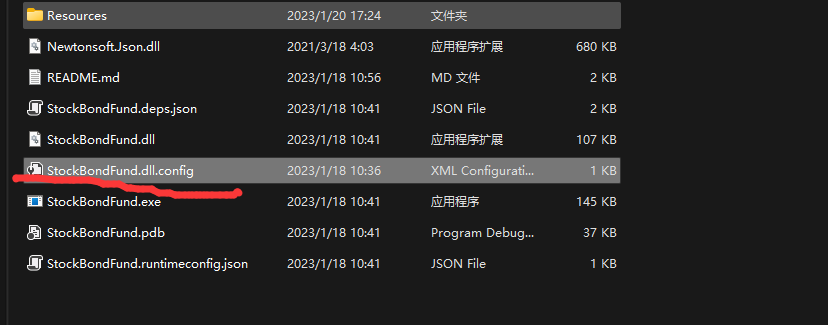 Resources 2023/1/20 17:24 文件夹
Newtonsoft.Json.dll 2021/3/18 4:03 应用程序扩展 680 KB
README.md 2023/1/18 10:56 MD 文件 2 KB
StockBondFund.deps.json 2023/1/18 10:41 JSON File 2 KB
StockBondFund.dll 2023/1/18 10:41 应用程序扩展 107 KB
StockBondFund.dll.config 2023/1/18 10:36 XML Configurati... 1 KB
StockBondFund.exe 2023/1/18 10:41 应用程序 145 KB
StockBondFund.pdb 2023/1/18 10:41 Program Debug... 37 KB
StockBondFund.runtimeconfig.json 2023/1/18 10:41 JSON File 1 KB